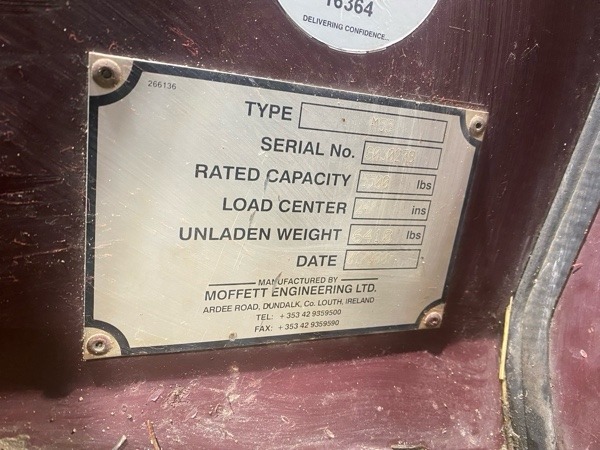 16364
DELIVERING CONFIDENCE...
266136
TYPE
SERIAL No.
RATED CAPACITY lbs
LOAD CENTER ins
UNLADEN WEIGHT lbs
DATE
MANUFACTURED BY
MOFFETT ENGINEERING LTD.
ARDEE ROAD, DUNDALK, Co. LOUTH, IRELAND
TEL: +353 42 9359500
FAX: +353 42 9359590